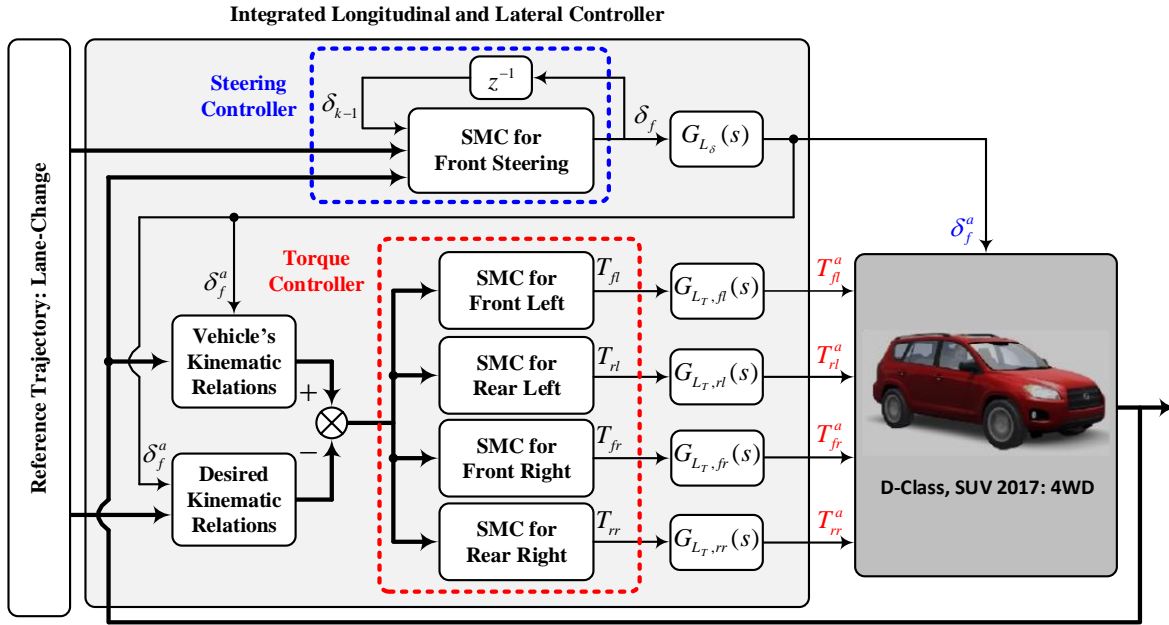 Integrated Longitudinal and Lateral Controller
Reference Trajectory: Lane-Change
Steering
Controller
z⁻¹
δₖ₋₁
SMC for
Front Steering
δ_f
G_{L_δ}(s)
δ_f^a
δ_f^a
Torque
Controller
Vehicle's
Kinematic
Relations
+
−
δ_f^a
Desired
Kinematic
Relations
SMC for
Front Left
T_{fl}
G_{L_T,fl}(s)
T_{fl}^a
SMC for
Rear Left
T_{rl}
G_{L_T,rl}(s)
T_{rl}^a
SMC for
Front Right
T_{fr}
G_{L_T,fr}(s)
T_{fr}^a
SMC for
Rear Right
T_{rr}
G_{L_T,rr}(s)
T_{rr}^a
D-Class, SUV 2017: 4WD